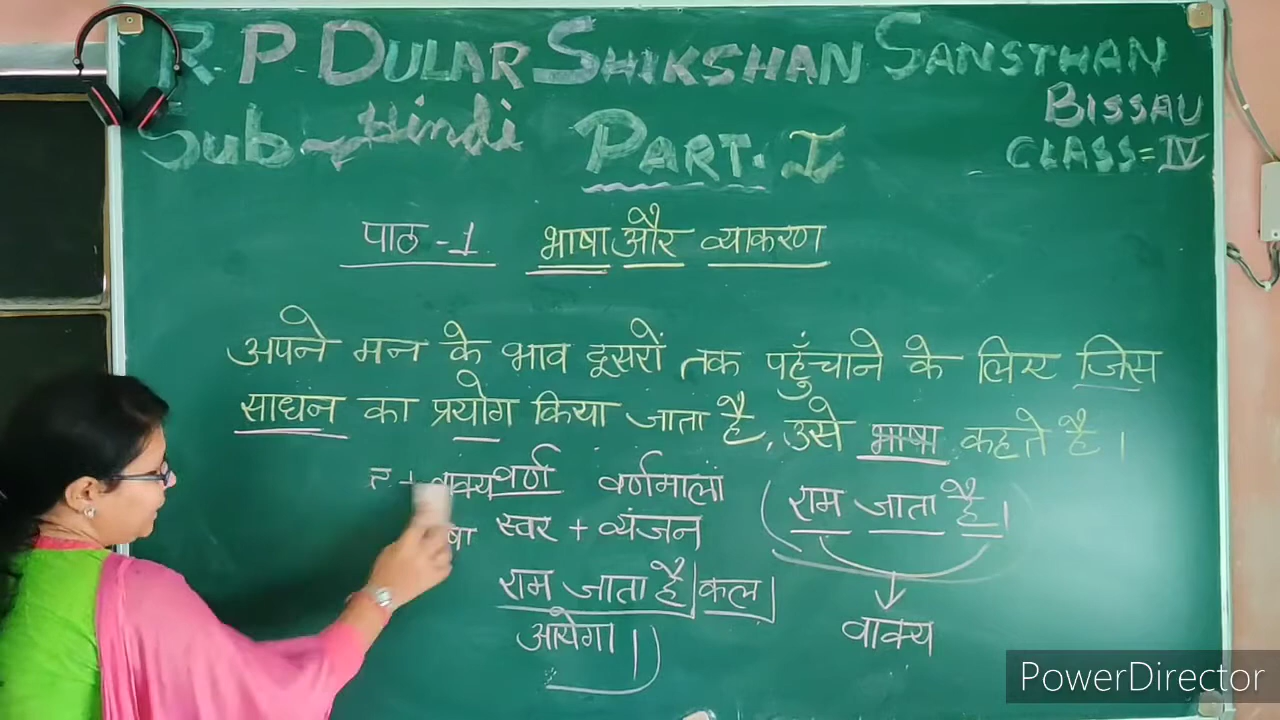 R.P. DULAR SHIKSHAN SANSTHAN
BISSAU
Sub - Hindi PART-I CLASS=IV
पाठ -1 भाषा और व्याकरण
अपने मन के भाव दूसरों तक पहुँचाने के लिए जिस
साधन का प्रयोग किया जाता है, उसे भाषा कहते है।
वर्ण वर्णमाला
स्वर + व्यंजन
राम जाता है। कल।
आयेगा।
राम जाता है।
वाक्य
PowerDirector